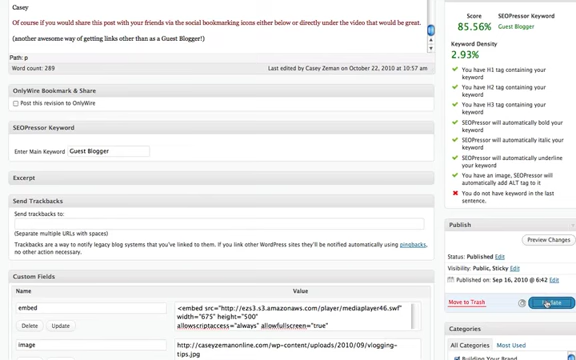 Casey
Of course if you would share this post with your friends via the social bookmarking icons either below or directly under the video that would be great.
(another awesome way of getting links other than as a Guest Blogger!)
Path: p
Word count: 289
Last edited by Casey Zeman on October 22, 2010 at 10:57 am
OnlyWire Bookmark & Share
Post this revision to OnlyWire
SEOPressor Keyword
Enter Main Keyword
Guest Blogger
Excerpt
Send Trackbacks
Send trackbacks to:
(Separate multiple URLs with spaces)
Trackbacks are a way to notify legacy blog systems that you've linked to them. If you link other WordPress sites they'll be notified automatically using pingbacks,
no other action necessary.
Custom Fields
Name
Value
embed
<embed src="http://ezs3.s3.amazonaws.com/player/mediaplayer46.swf"
width="675" height="500"
allowscriptaccess="always" allowfullscreen="true"
Delete
Update
image
http://caseyzemanonline.com/wp-content/uploads/2010/09/vlogging-
tips.jpg
Score
85.56%
SEOPressor Keyword
Guest Blogger
Keyword Density
2.93%
You have H1 tag containing your
keyword
You have H2 tag containing your
keyword
You have H3 tag containing your
keyword
SEOPressor will automatically bold your
keyword
SEOPressor will automatically italic your
keyword
SEOPressor will automatically underline
your keyword
You have an image, SEOPressor will
automatically add ALT tag to it
You do not have keyword in the last
sentence.
Publish
Preview Changes
Status: Published Edit
Visibility: Public, Sticky Edit
Published on: Sep 16, 2010 @ 6:42 Edit
Move to Trash
Categories
All Categories
Most Used
Building Your Brand